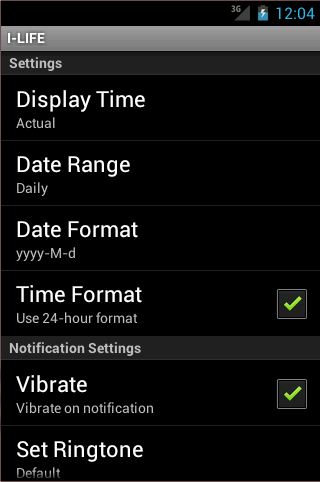 3G 12:04
I-LIFE
Settings
Display Time
Actual
Date Range
Daily
Date Format
yyyy-M-d
Time Format
Use 24-hour format
Notification Settings
Vibrate
Vibrate on notification
Set Ringtone
Default